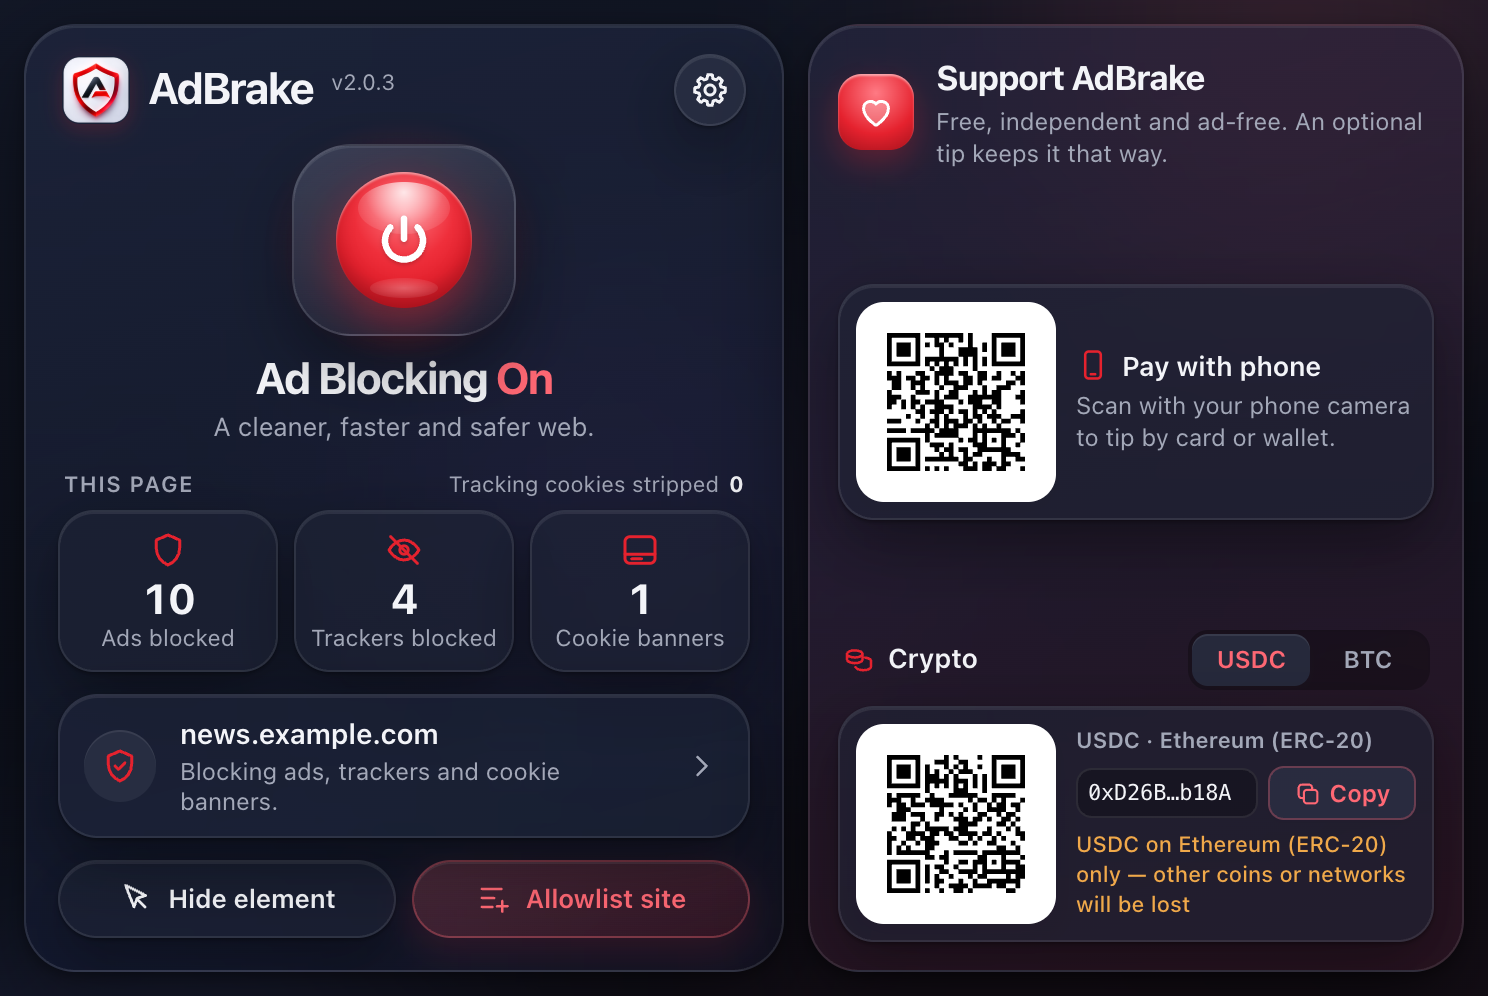 AdBrake v2.0.3
Ad Blocking On
A cleaner, faster and safer web.
THIS PAGE
Tracking cookies stripped 0
10
Ads blocked
4
Trackers blocked
1
Cookie banners
news.example.com
Blocking ads, trackers and cookie
banners.
Hide element
Allowlist site
Support AdBrake
Free, independent and ad-free. An optional
tip keeps it that way.
Pay with phone
Scan with your phone camera
to tip by card or wallet.
Crypto
USDC
BTC
USDC · Ethereum (ERC-20)
0xD26B…b18A
Copy
USDC on Ethereum (ERC-20)
only — other coins or networks
will be lost